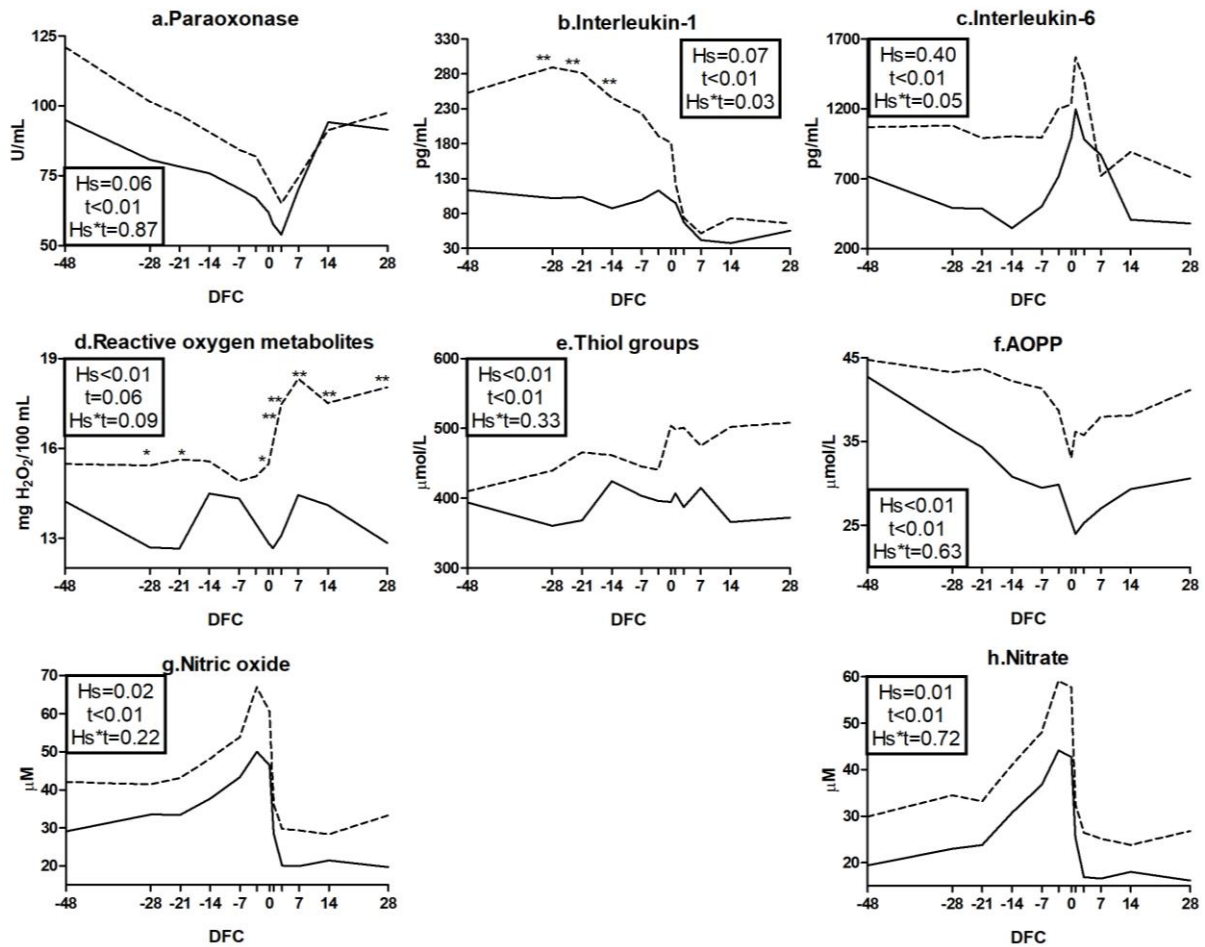 a.Paraoxonase
125
100
75
50
U/mL
Hs=0.06
t<0.01
Hs*t=0.87
-48 -28 -21 -14 -7 0 7 14 28
DFC
b.Interleukin-1
330
280
230
180
130
80
30
pg/mL
** ** **
Hs=0.07
t<0.01
Hs*t=0.03
-48 -28 -21 -14 -7 0 7 14 28
DFC
c.Interleukin-6
1700
1200
700
200
pg/mL
Hs=0.40
t<0.01
Hs*t=0.05
-48 -28 -21 -14 -7 0 7 14 28
DFC
d.Reactive oxygen metabolites
19
16
13
mg H₂O₂/100 mL
Hs<0.01
t=0.06
Hs*t=0.09
* * * ** ** ** ** **
-48 -28 -21 -14 -7 0 7 14 28
DFC
e.Thiol groups
600
500
400
300
μmol/L
Hs<0.01
t<0.01
Hs*t=0.33
-48 -28 -21 -14 -7 0 7 14 28
DFC
f.AOPP
45
35
25
μmol/L
Hs<0.01
t<0.01
Hs*t=0.63
-48 -28 -21 -14 -7 0 7 14 28
DFC
g.Nitric oxide
70
60
50
40
30
20
μM
Hs=0.02
t<0.01
Hs*t=0.22
-48 -28 -21 -14 -7 0 7 14 28
DFC
h.Nitrate
60
50
40
30
20
μM
Hs=0.01
t<0.01
Hs*t=0.72
-48 -28 -21 -14 -7 0 7 14 28
DFC